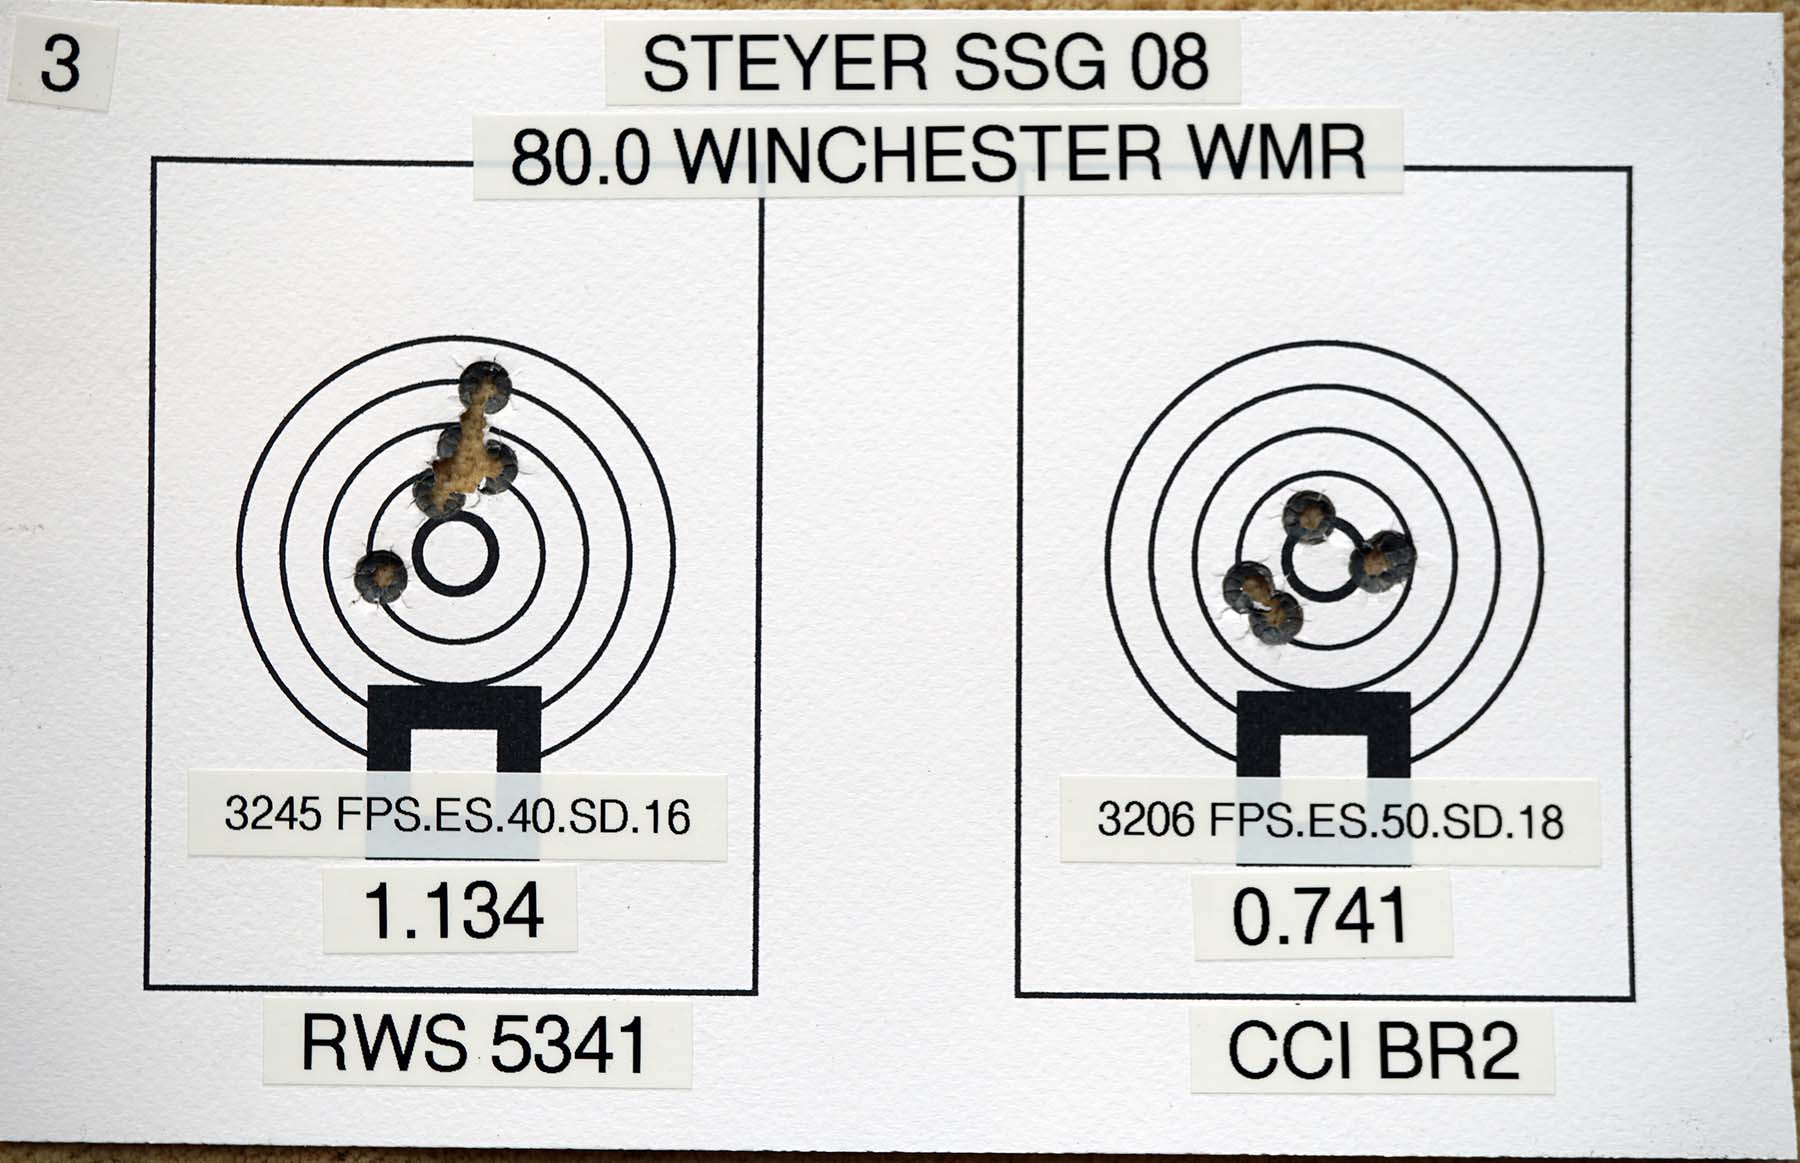 3
STEYER SSG 08
80.0 WINCHESTER WMR
3245 FPS.ES.40.SD.16
1.134
RWS 5341
3206 FPS.ES.50.SD.18
0.741
CCI BR2